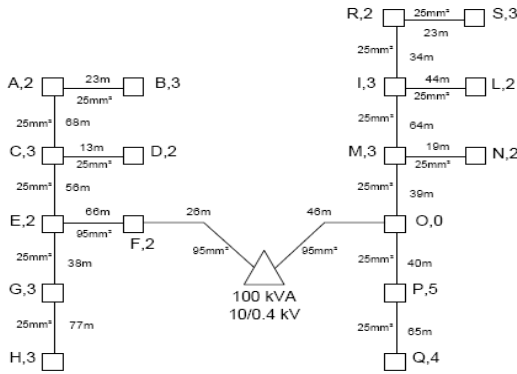 R,2
25mm²
S,3
23m
25mm²
34m
A,2
23m
B,3
25mm²
I,3
44m
L,2
25mm²
25mm²
68m
25mm²
64m
C,3
13m
D,2
25mm²
M,3
19m
N,2
25mm²
25mm²
56m
25mm²
39m
E,2
66m
95mm²
F,2
26m
95mm²
46m
95mm²
O,0
25mm²
38m
25mm²
40m
100 kVA
10/0.4 kV
G,3
P,5
25mm²
77m
25mm²
65m
H,3
Q,4